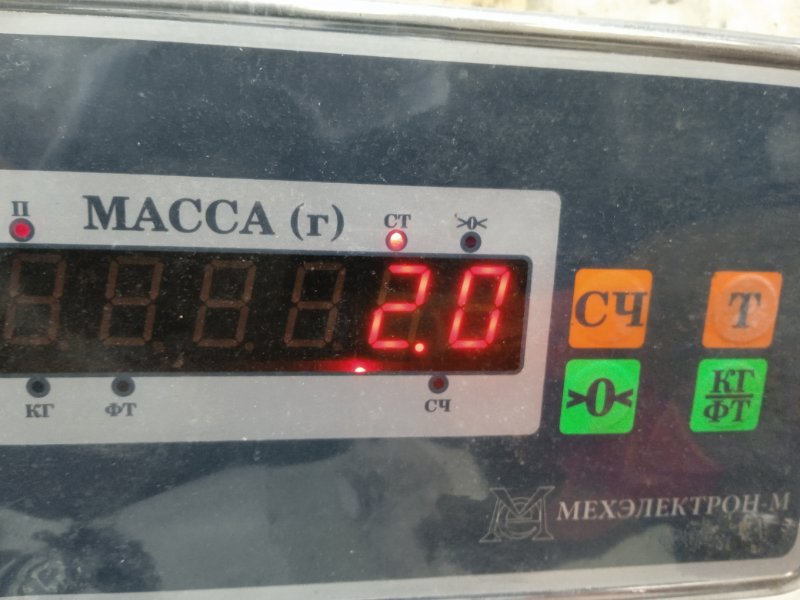 П
МАССА (г)
СТ
>0<
2.0
КГ
ФТ
СЧ
СЧ
Т
>0<
КГ
ФТ
МЕХЭЛЕКТРОН-М